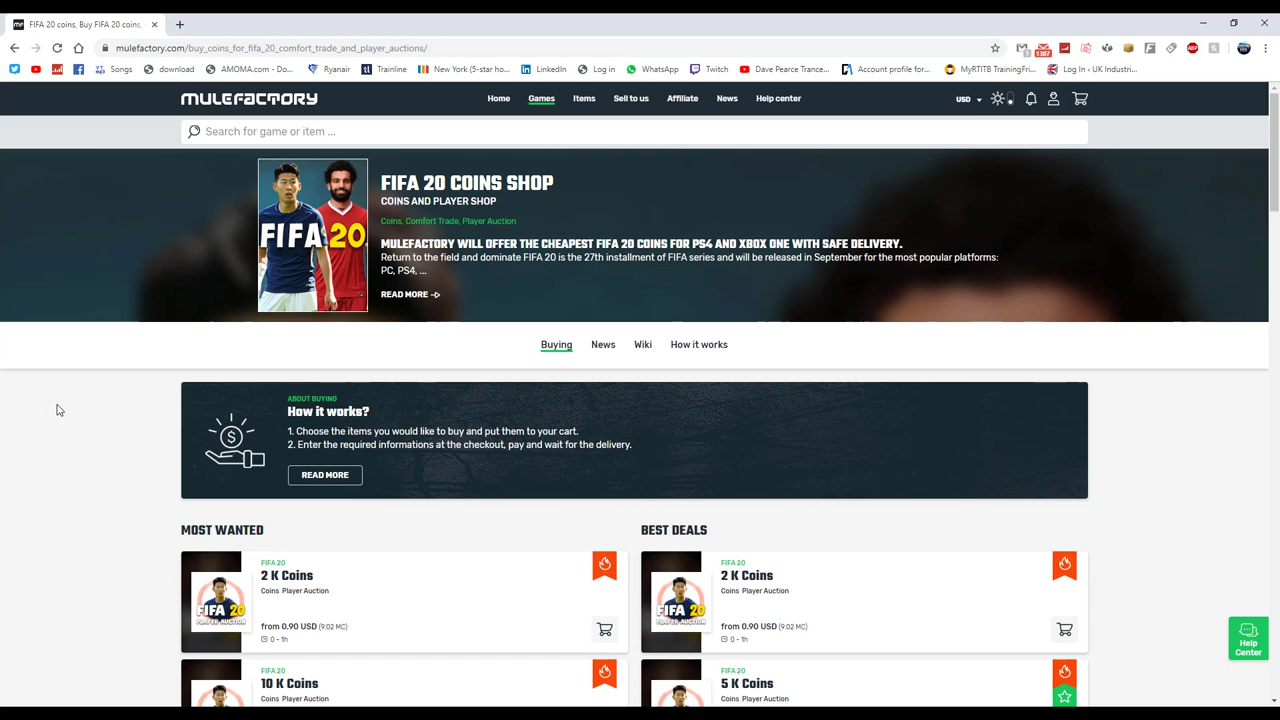 FIFA 20 coins, Buy FIFA 20 coins,
mulefactory.com/buy_coins_for_fifa_20_comfort_trade_and_player_auctions/
1307
Songs
download
AMOMA.com - Do...
Ryanair
Trainline
New York (5-star ho...
LinkedIn
Log in
WhatsApp
Twitch
Dave Pearce Trance...
Account profile for...
MyRTITB TrainingFri...
Log In ‹ UK Industri...
MULEFACTORY
Home Games Items Sell to us Affiliate News Help center
USD
Search for game or item ...
FIFA 20
FIFA 20 COINS SHOP
COINS AND PLAYER SHOP
Coins, Comfort Trade, Player Auction
MULEFACTORY WILL OFFER THE CHEAPEST FIFA 20 COINS FOR PS4 AND XBOX ONE WITH SAFE DELIVERY.
Return to the field and dominate FIFA 20 is the 27th installment of FIFA series and will be released in September for the most popular platforms:
PC, PS4, ...
READ MORE
Buying News Wiki How it works
ABOUT BUYING
How it works?
1. Choose the items you would like to buy and put them to your cart.
2. Enter the required informations at the checkout, pay and wait for the delivery.
READ MORE
MOST WANTED
FIFA 20
2 K Coins
Coins Player Auction
FIFA 20
PLAYER AUCTION
from 0.90 USD (9.02 MC)
0 - 1h
FIFA 20
10 K Coins
Coins Player Auction
BEST DEALS
FIFA 20
2 K Coins
Coins Player Auction
FIFA 20
PLAYER AUCTION
from 0.90 USD (9.02 MC)
0 - 1h
FIFA 20
5 K Coins
Coins Player Auction
Help
Center